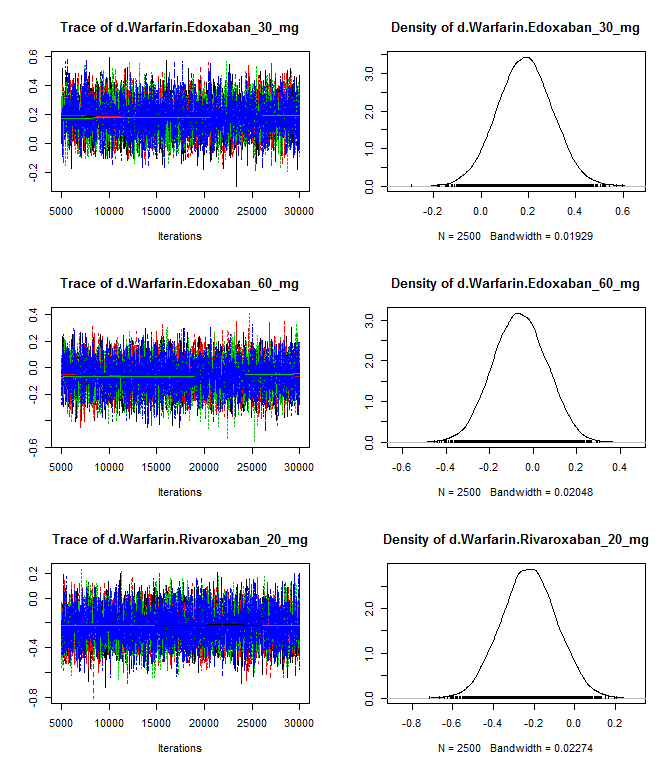 Trace of d.Warfarin.Edoxaban_30_mg
0.6
0.4
0.2
0.0
-0.2
5000 10000 15000 20000 25000 30000
Iterations
Density of d.Warfarin.Edoxaban_30_mg
3.0
1.0
0.0
-0.2 0.0 0.2 0.4 0.6
N = 2500 Bandwidth = 0.01929
Trace of d.Warfarin.Edoxaban_60_mg
0.4
0.2
0.0
-0.2
-0.6
5000 10000 15000 20000 25000 30000
Iterations
Density of d.Warfarin.Edoxaban_60_mg
3.0
2.0
1.0
0.0
-0.6 -0.4 -0.2 0.0 0.2 0.4
N = 2500 Bandwidth = 0.02048
Trace of d.Warfarin.Rivaroxaban_20_mg
0.2
0.0
-0.4
-0.8
5000 10000 15000 20000 25000 30000
Iterations
Density of d.Warfarin.Rivaroxaban_20_mg
2.0
1.0
0.0
-0.8 -0.6 -0.4 -0.2 0.0 0.2
N = 2500 Bandwidth = 0.02274